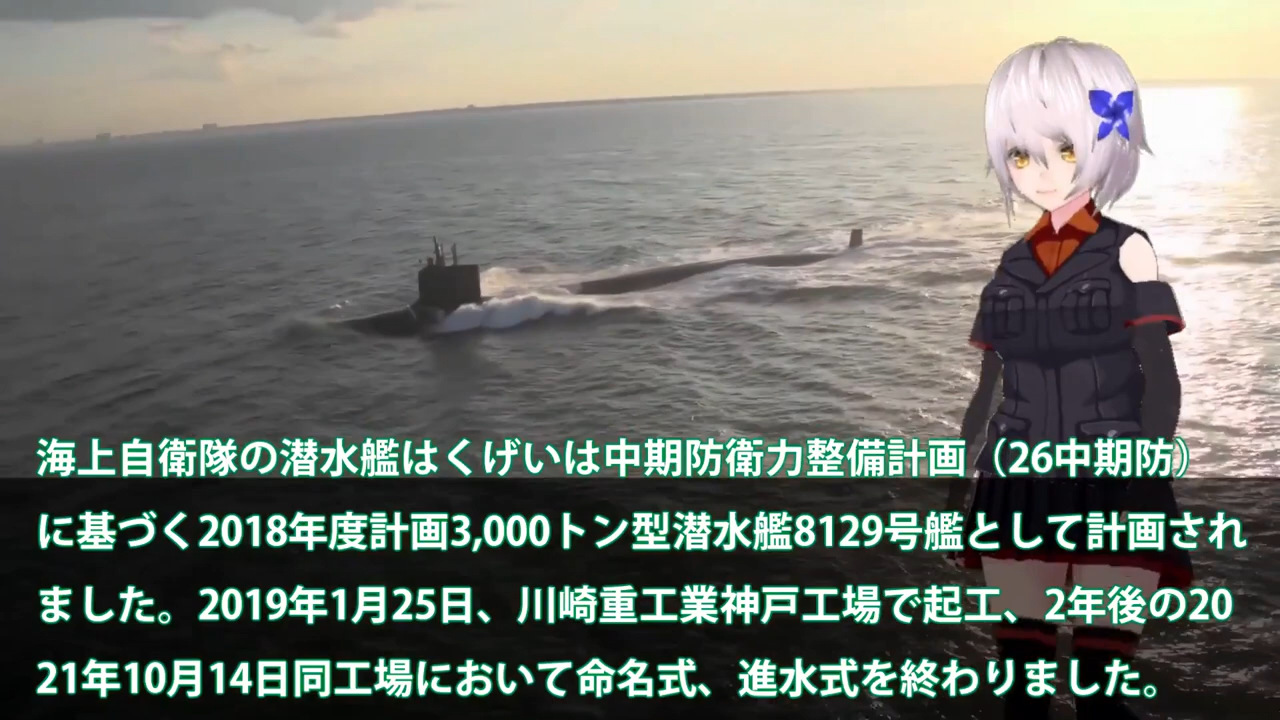 海上自衛隊の潜水艦はくげいは中期防衛力整備計画（26中期防）
に基づく2018年度計画3,000トン型潜水艦8129号艦として計画され
ました。2019年1月25日、川崎重工業神戸工場で起工、2年後の20
21年10月14日同工場において命名式、進水式を終わりました。